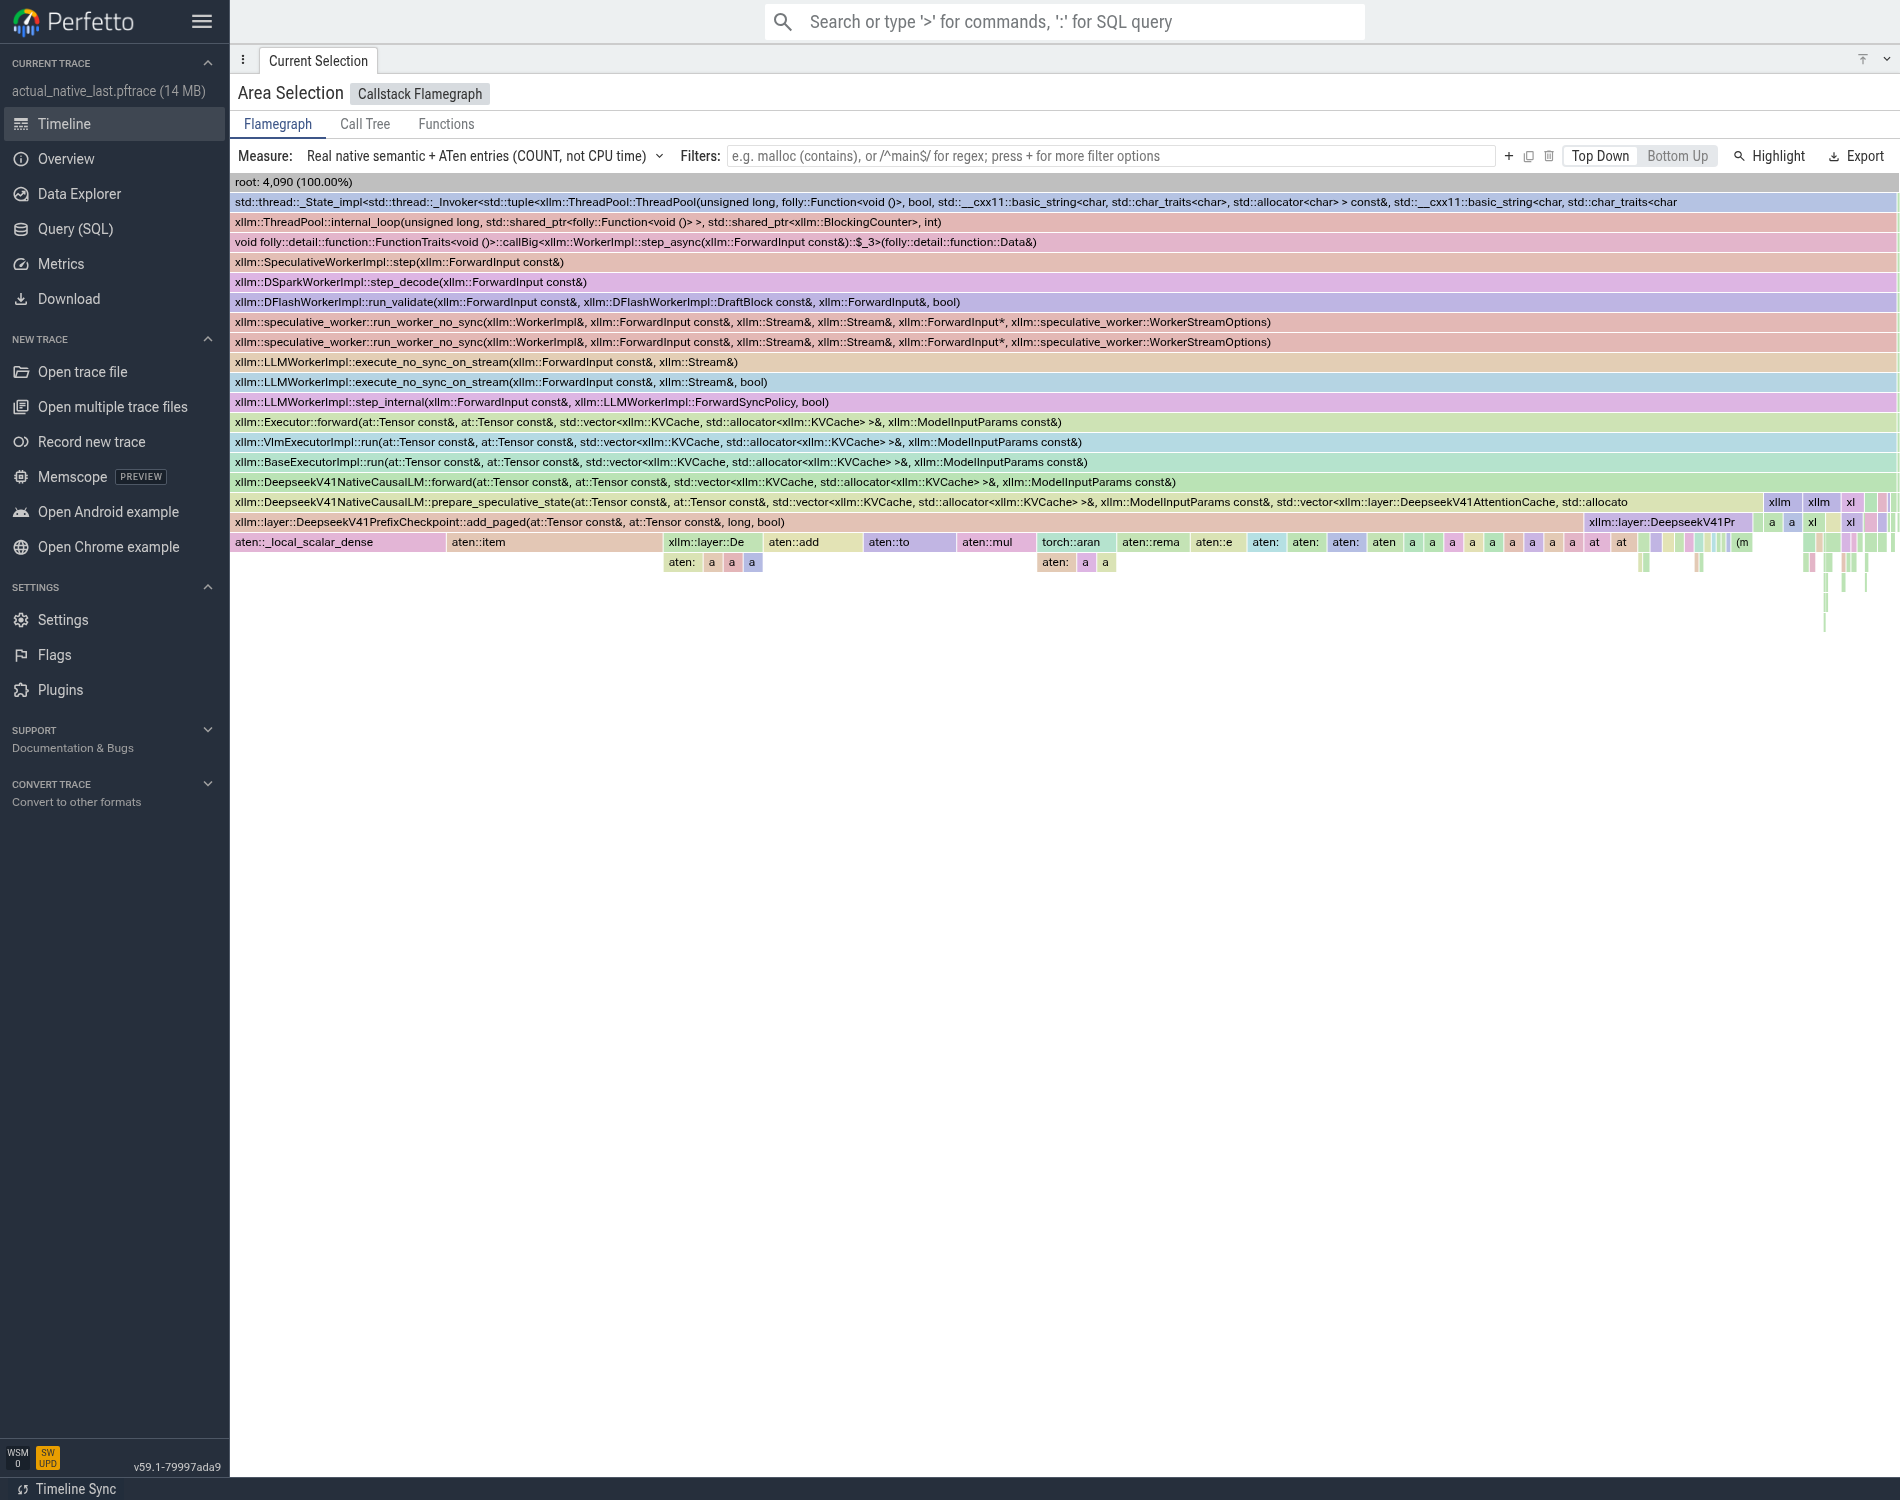 Perfetto
Search or type '>' for commands, ':' for SQL query
CURRENT TRACE
actual_native_last.pftrace (14 MB)
Timeline
Overview
Data Explorer
Query (SQL)
Metrics
Download
NEW TRACE
Open trace file
Open multiple trace files
Record new trace
Memscope PREVIEW
Open Android example
Open Chrome example
SETTINGS
Settings
Flags
Plugins
SUPPORT
Documentation & Bugs
CONVERT TRACE
Convert to other formats
WSM 0
SW UPD
v59.1-79997ada9
Timeline Sync
Current Selection
Area Selection Callstack Flamegraph
Flamegraph Call Tree Functions
Measure: Real native semantic + ATen entries (COUNT, not CPU time) Filters: e.g. malloc (contains), or /^main$/ for regex; press + for more filter options + Top Down Bottom Up Highlight Export
root: 4,090 (100.00%)
std::thread::_State_impl<std::thread::_Invoker<std::tuple<xllm::ThreadPool::ThreadPool(unsigned long, folly::Function<void ()>, bool, std::__cxx11::basic_string<char, std::char_traits<char>, std::allocator<char> > const&, std::__cxx11::basic_string<char, std::char_traits<char
xllm::ThreadPool::internal_loop(unsigned long, std::shared_ptr<folly::Function<void ()> >, std::shared_ptr<xllm::BlockingCounter>, int)
void folly::detail::function::FunctionTraits<void ()>::callBig<xllm::WorkerImpl::step_async(xllm::ForwardInput const&)::$_3>(folly::detail::function::Data&)
xllm::SpeculativeWorkerImpl::step(xllm::ForwardInput const&)
xllm::DSparkWorkerImpl::step_decode(xllm::ForwardInput const&)
xllm::DFlashWorkerImpl::run_validate(xllm::ForwardInput const&, xllm::DFlashWorkerImpl::DraftBlock const&, xllm::ForwardInput&, bool)
xllm::speculative_worker::run_worker_no_sync(xllm::WorkerImpl&, xllm::ForwardInput const&, xllm::Stream&, xllm::Stream&, xllm::ForwardInput*, xllm::speculative_worker::WorkerStreamOptions)
xllm::speculative_worker::run_worker_no_sync(xllm::WorkerImpl&, xllm::ForwardInput const&, xllm::Stream&, xllm::Stream&, xllm::ForwardInput*, xllm::speculative_worker::WorkerStreamOptions)
xllm::LLMWorkerImpl::execute_no_sync_on_stream(xllm::ForwardInput const&, xllm::Stream&)
xllm::LLMWorkerImpl::execute_no_sync_on_stream(xllm::ForwardInput const&, xllm::Stream&, bool)
xllm::LLMWorkerImpl::step_internal(xllm::ForwardInput const&, xllm::LLMWorkerImpl::ForwardSyncPolicy, bool)
xllm::Executor::forward(at::Tensor const&, at::Tensor const&, std::vector<xllm::KVCache, std::allocator<xllm::KVCache> >&, xllm::ModelInputParams const&)
xllm::VlmExecutorImpl::run(at::Tensor const&, at::Tensor const&, std::vector<xllm::KVCache, std::allocator<xllm::KVCache> >&, xllm::ModelInputParams const&)
xllm::BaseExecutorImpl::run(at::Tensor const&, at::Tensor const&, std::vector<xllm::KVCache, std::allocator<xllm::KVCache> >&, xllm::ModelInputParams const&)
xllm::DeepseekV41NativeCausalLM::forward(at::Tensor const&, at::Tensor const&, std::vector<xllm::KVCache, std::allocator<xllm::KVCache> >&, xllm::ModelInputParams const&)
xllm::DeepseekV41NativeCausalLM::prepare_speculative_state(at::Tensor const&, at::Tensor const&, std::vector<xllm::KVCache, std::allocator<xllm::KVCache> >&, xllm::ModelInputParams const&, std::vector<xllm::layer::DeepseekV41AttentionCache, std::allocato xllm xllm xl
xllm::layer::DeepseekV41PrefixCheckpoint::add_paged(at::Tensor const&, at::Tensor const&, long, bool) xllm::layer::DeepseekV41Pr a a xl xl
aten::_local_scalar_dense aten::item xllm::layer::De aten::add aten::to aten::mul torch::aran aten::rema aten::e aten: aten: aten: aten a a a a a a a a a at at (m
aten: a a a aten: a a